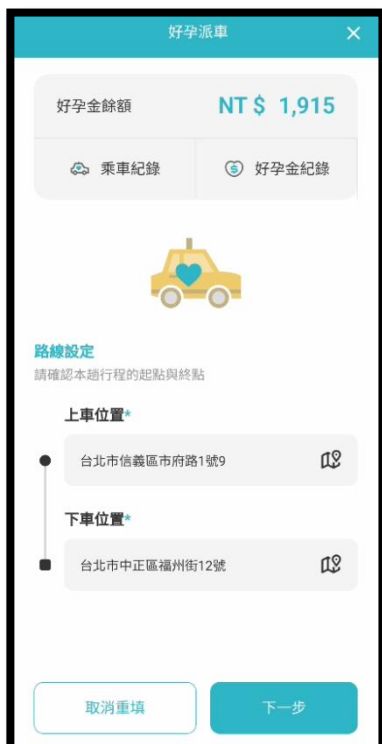 好孕派車
好孕金餘額 NT $ 1,915
乘車紀錄 好孕金紀錄
路線設定
請確認本趟行程的起點與終點
上車位置*
台北市信義區市府路1號9
下車位置*
台北市中正區福州街12號
取消重填 下一步